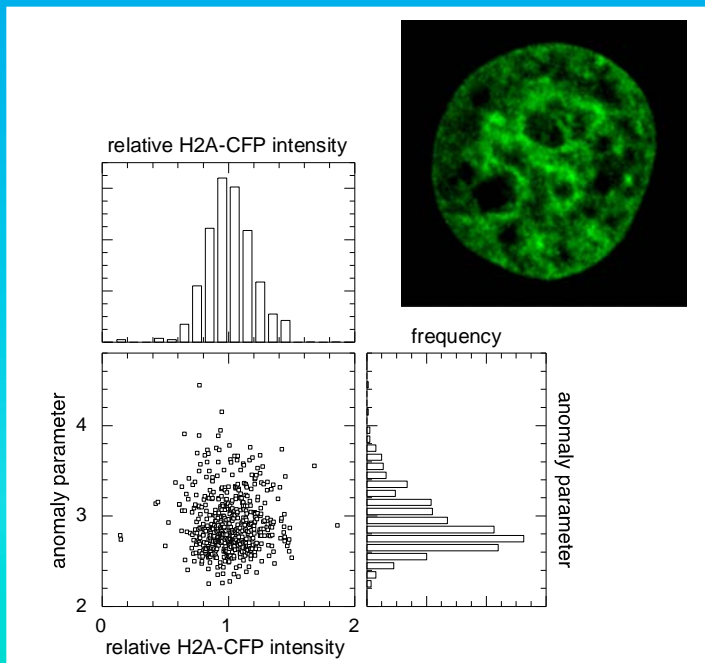 relative H2A-CFP intensity
frequency
anomaly parameter
4
3
2
anomaly parameter
0
1
2
relative H2A-CFP intensity